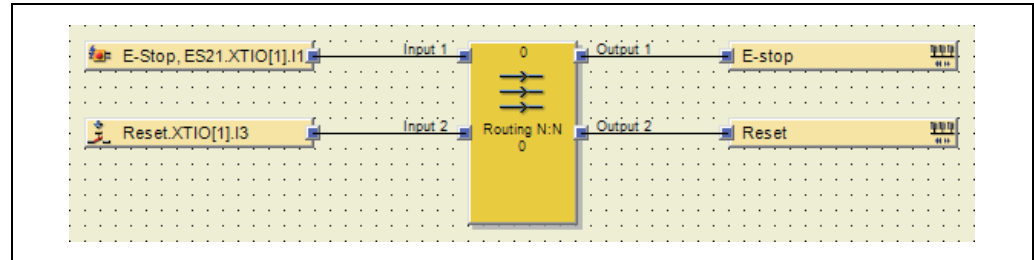 E-Stop, ES21.XTIO[1].I1
Input 1
0
Output 1
E-stop
Reset.XTIO[1].I3
Input 2
Routing N:N
0
Output 2
Reset